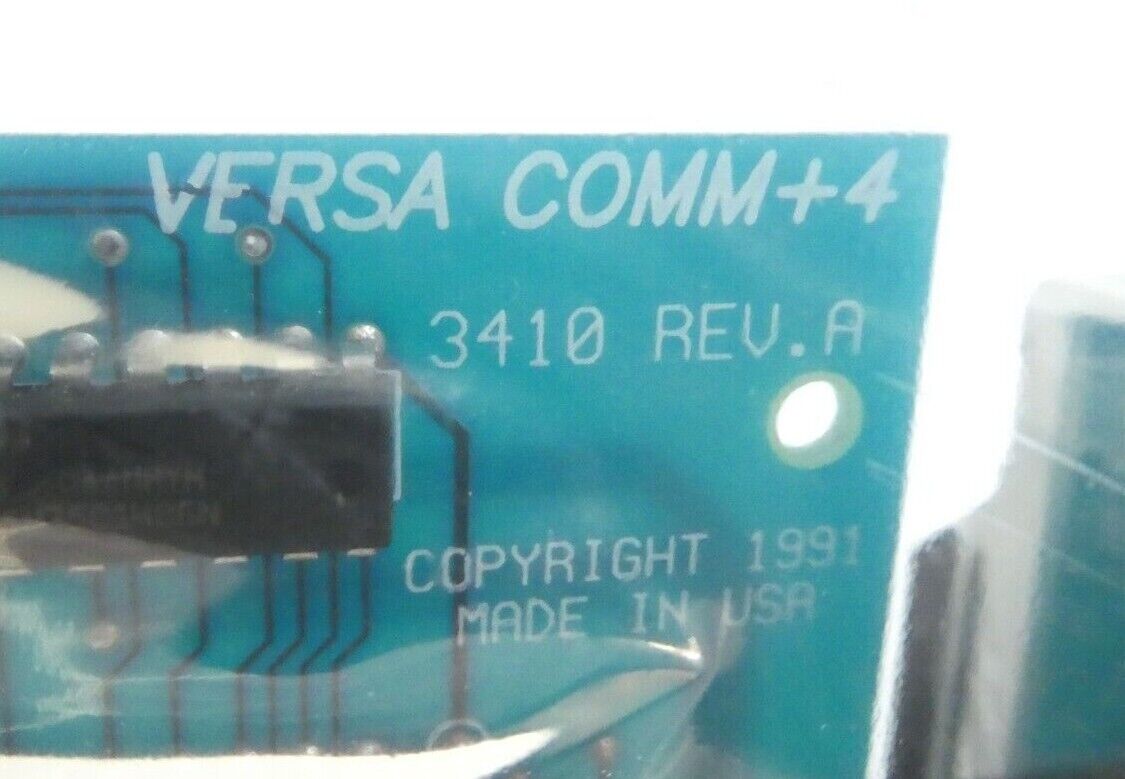 VERSA COMM+4
3410 REV.A
COPYRIGHT 1991
MADE IN USA